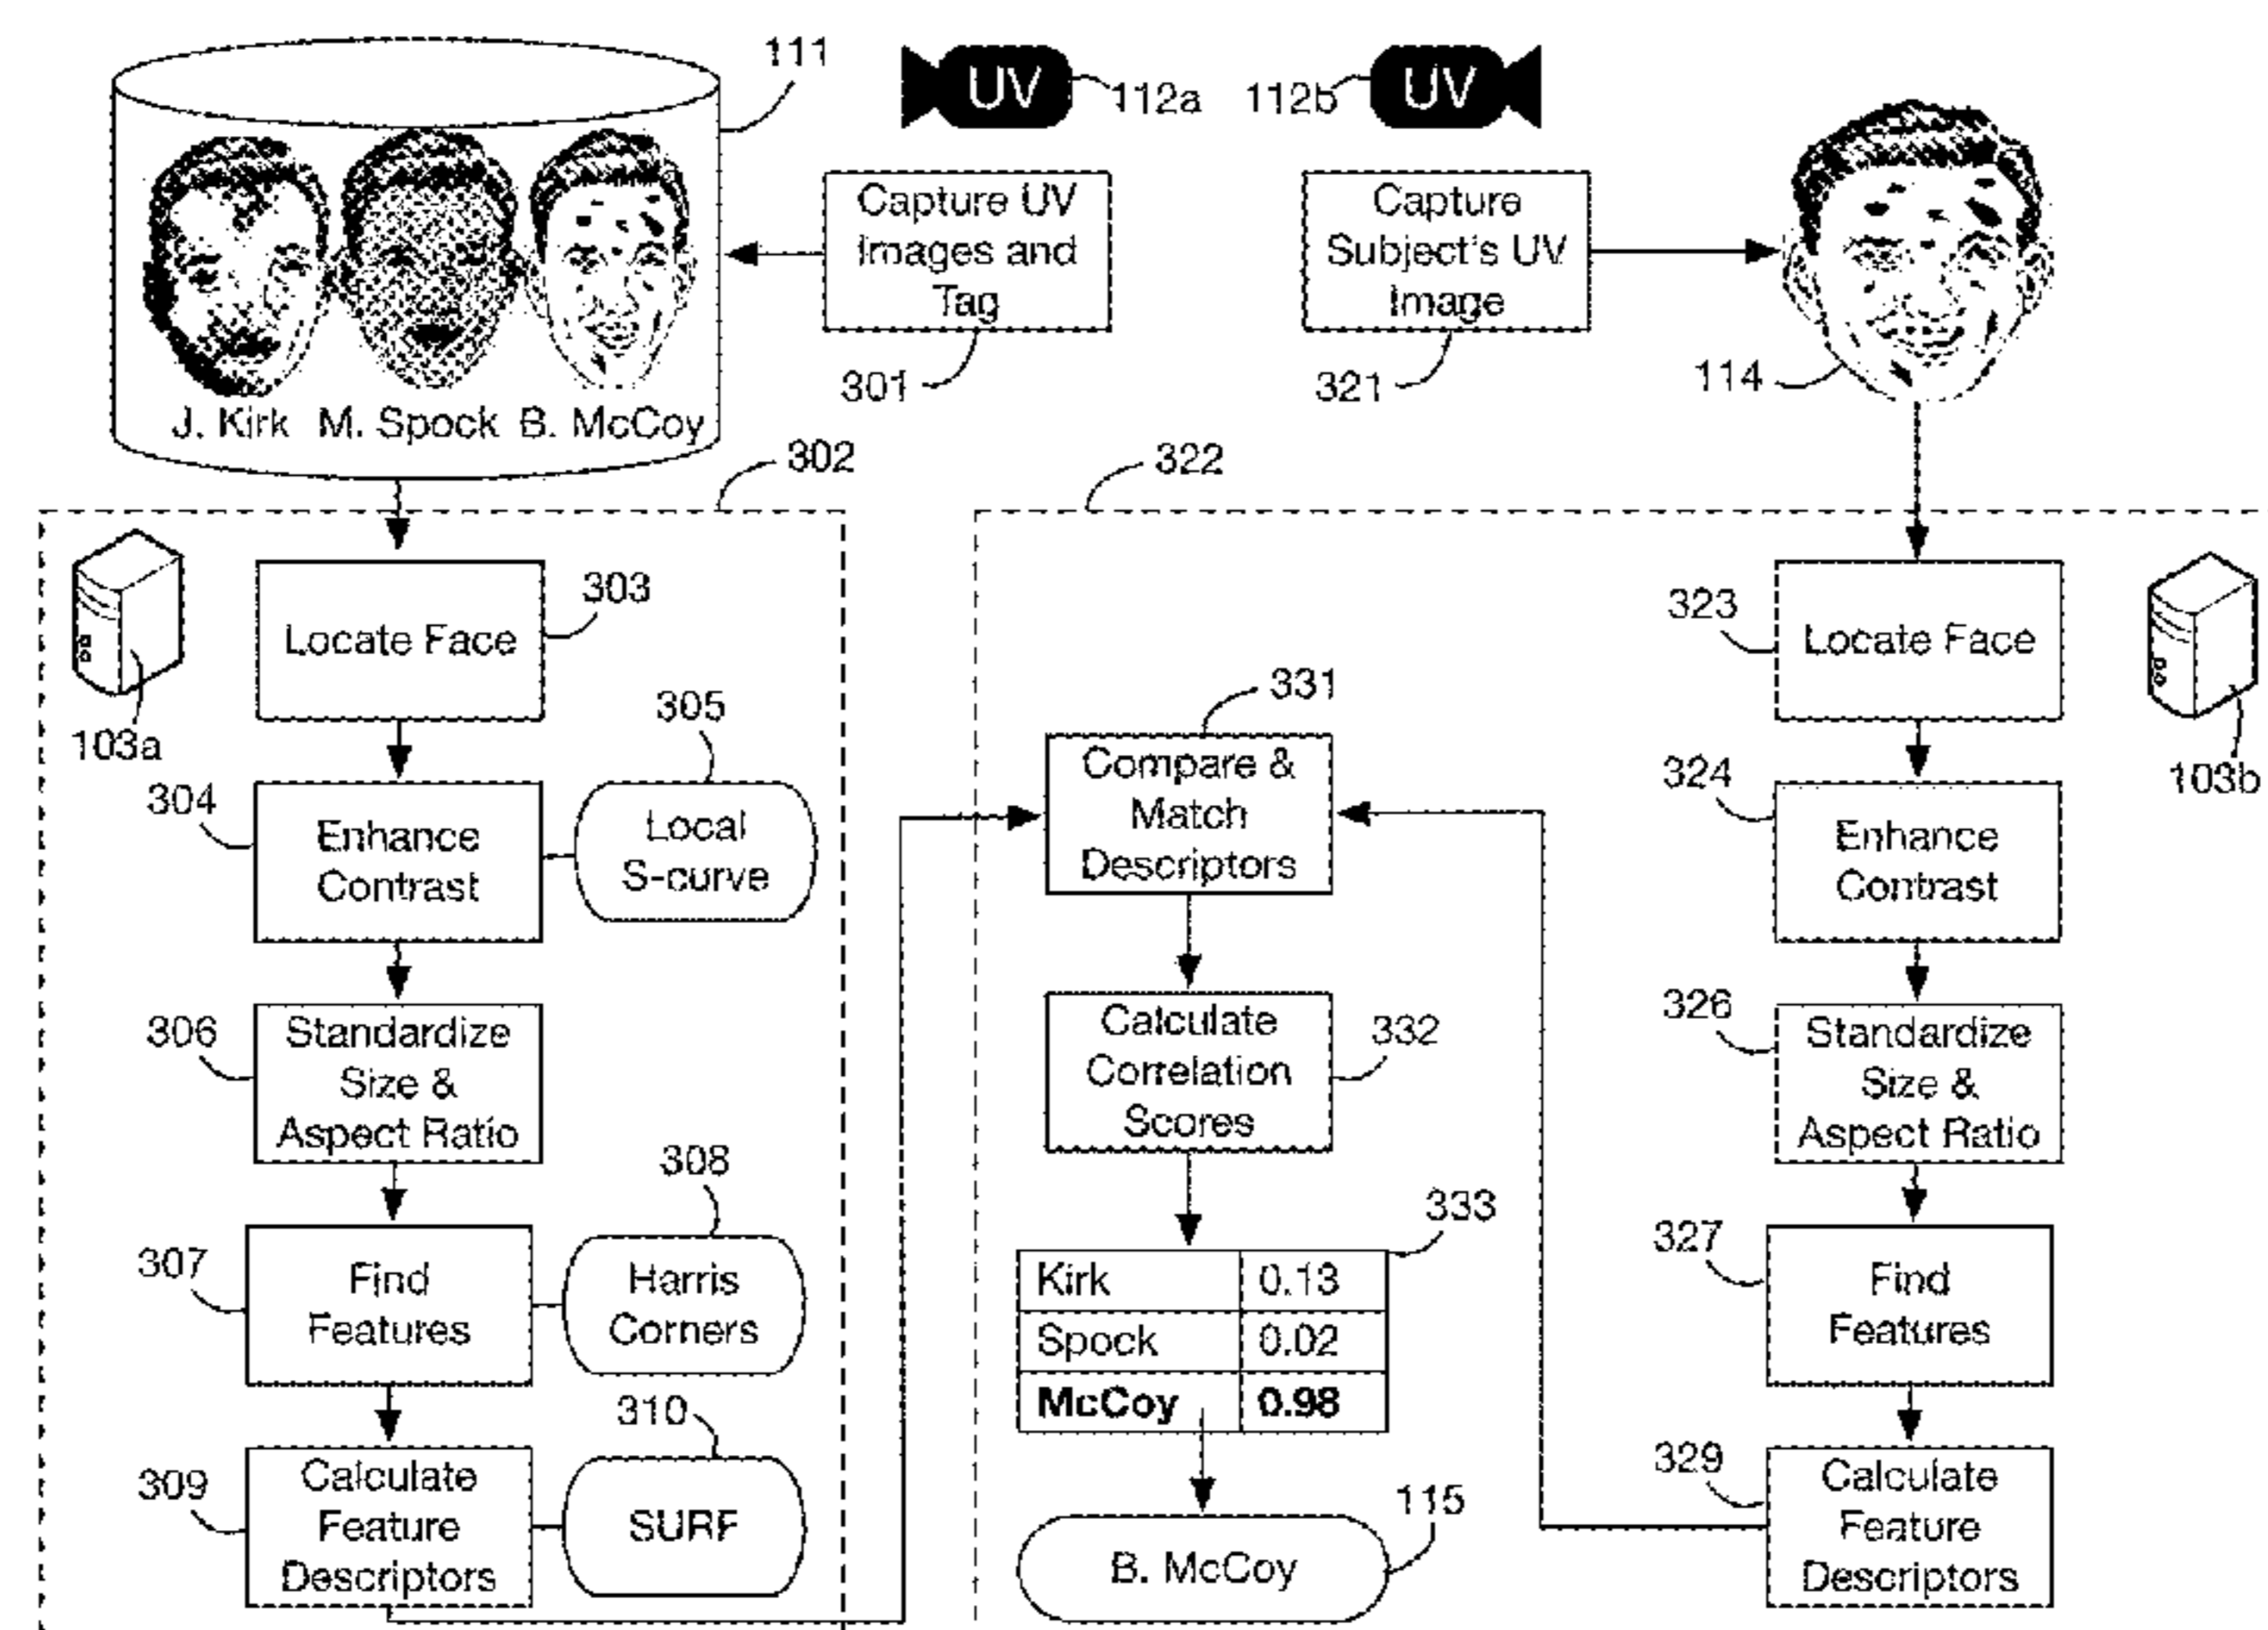 111
UV
112a
112b
UV
Capture UV
Images and
Tag
301
Capture
Subject's UV
Image
321
114
J. Kirk
M. Spock
B. McCoy
302
322
103a
Locate Face
303
304
Enhance
Contrast
305
Local
S-curve
306
Standardize
Size &
Aspect Ratio
307
Find
Features
308
Harris
Corners
309
Calculate
Feature
Descriptors
310
SURF
331
Compare &
Match
Descriptors
Calculate
Correlation
Scores
332
333
Kirk 0.13
Spock 0.02
McCoy 0.98
B. McCoy
115
323
Locate Face
103b
324
Enhance
Contrast
326
Standardize
Size &
Aspect Ratio
327
Find
Features
329
Calculate
Feature
Descriptors